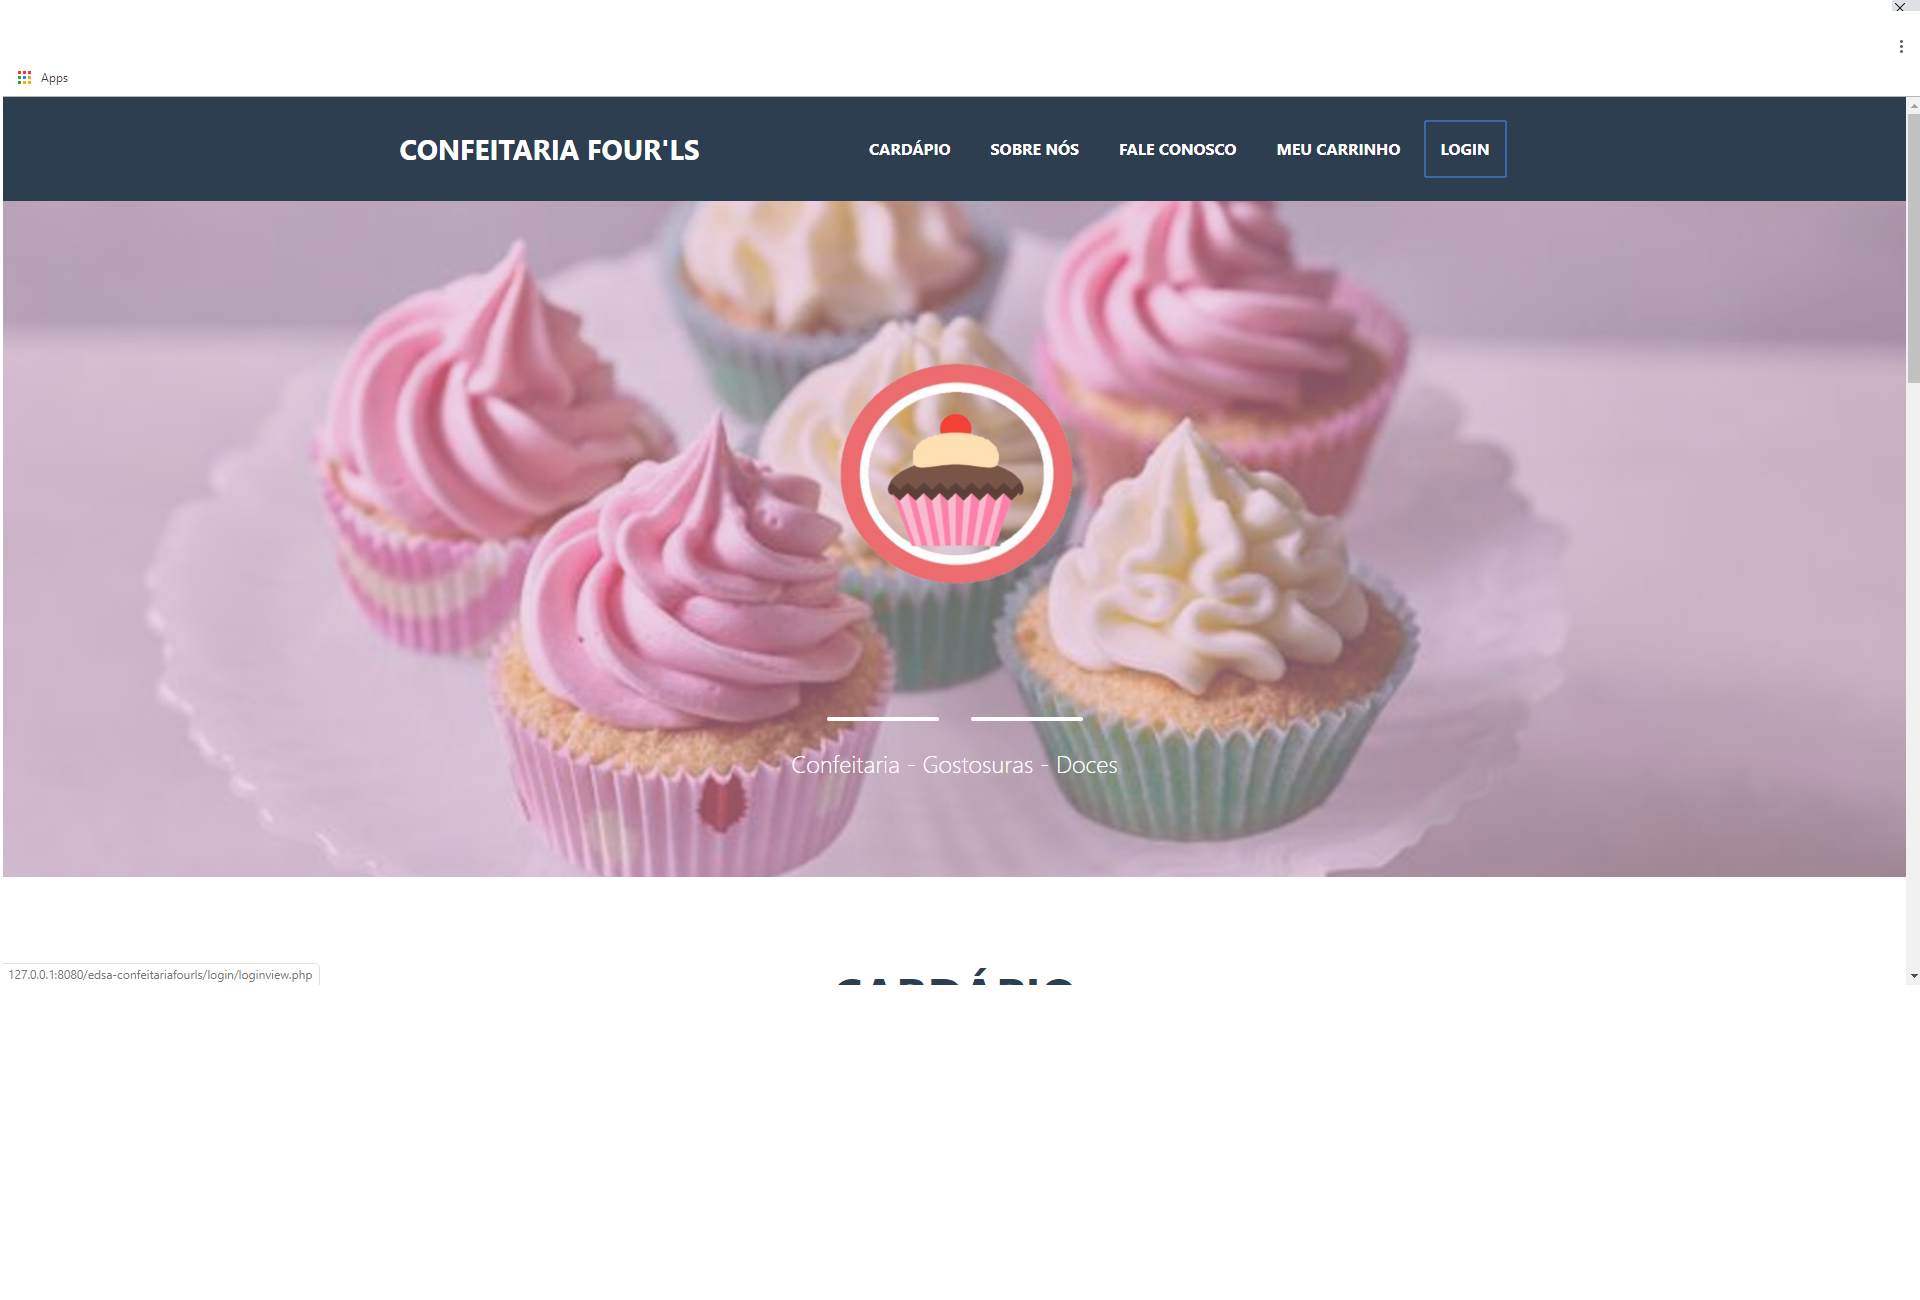 Apps
CONFEITARIA FOUR'LS
CARDÁPIO SOBRE NÓS FALE CONOSCO MEU CARRINHO LOGIN
Confeitaria - Gostosuras - Doces
CARDÁPIO
127.0.0.1:8080/edsa-confeitariafourls/login/loginview.php